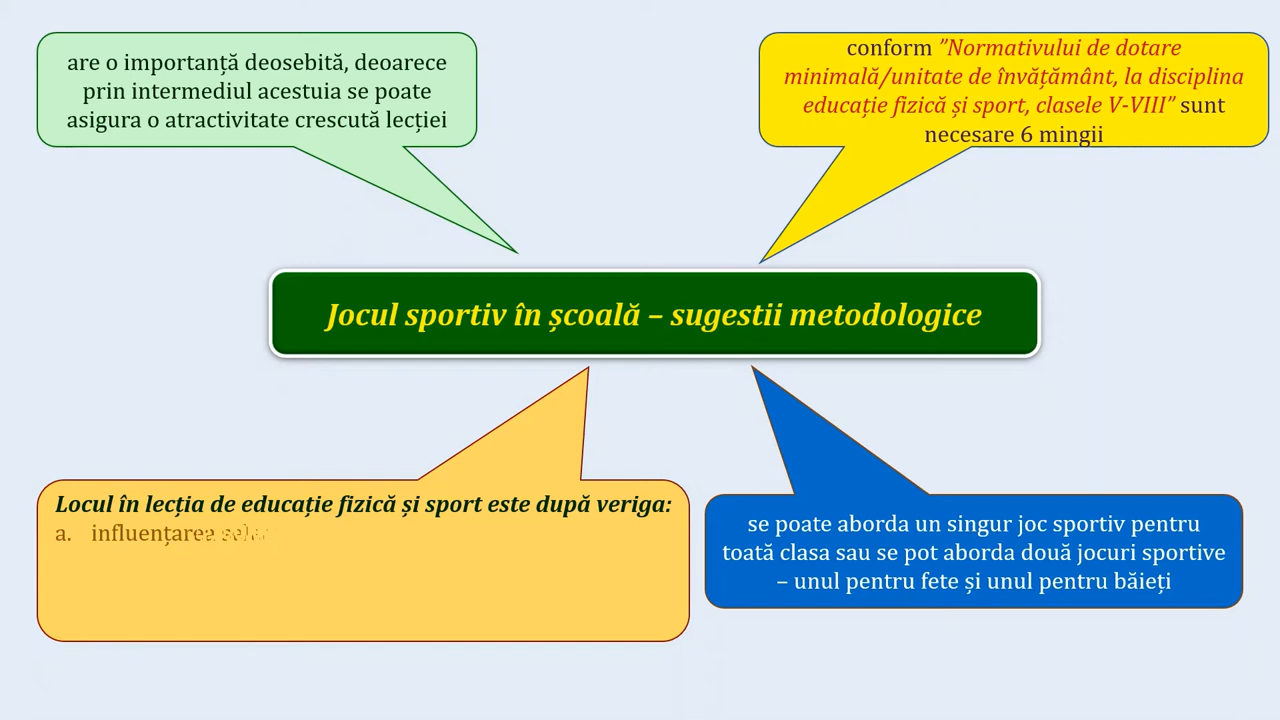 are o importanță deosebită, deoarece
prin intermediul acestuia se poate
asigura o atractivitate crescută lecției
conform ”Normativului de dotare
minimală/unitate de învățământ, la disciplina
educație fizică și sport, clasele V-VIII” sunt
necesare 6 mingii
Jocul sportiv în școală – sugestii metodologice
Locul în lecția de educație fizică și sport este după veriga:
a. influențarea
se poate aborda un singur joc sportiv pentru
toată clasa sau se pot aborda două jocuri sportive
– unul pentru fete și unul pentru băieți